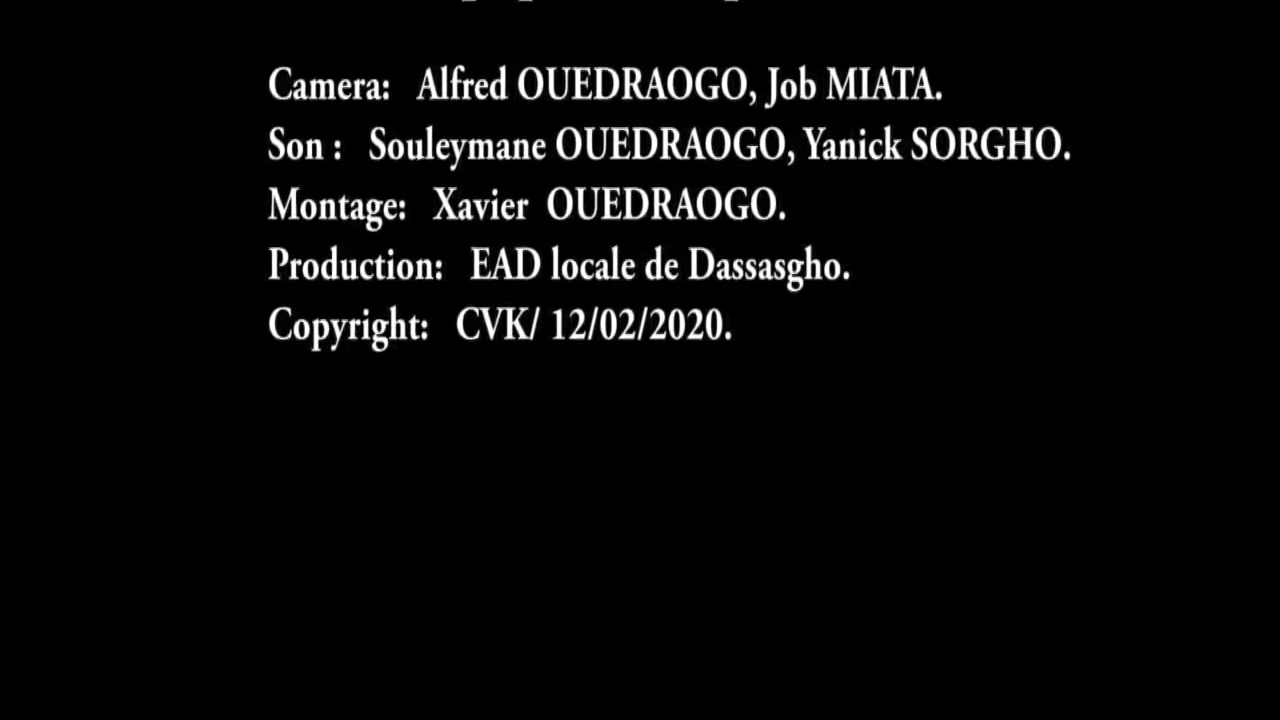 Camera: Alfred OUEDRAOGO, Job MIATA.
Son : Souleymane OUEDRAOGO, Yanick SORGHO.
Montage: Xavier OUEDRAOGO.
Production: EAD locale de Dassasgho.
Copyright: CVK/ 12/02/2020.